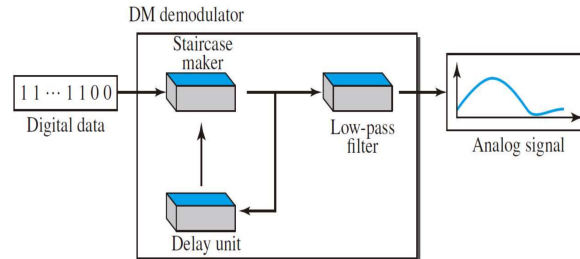 DM demodulator
Staircase
maker
1 1 ··· 1 1 0 0
Digital data
Low-pass
filter
Analog signal
Delay unit